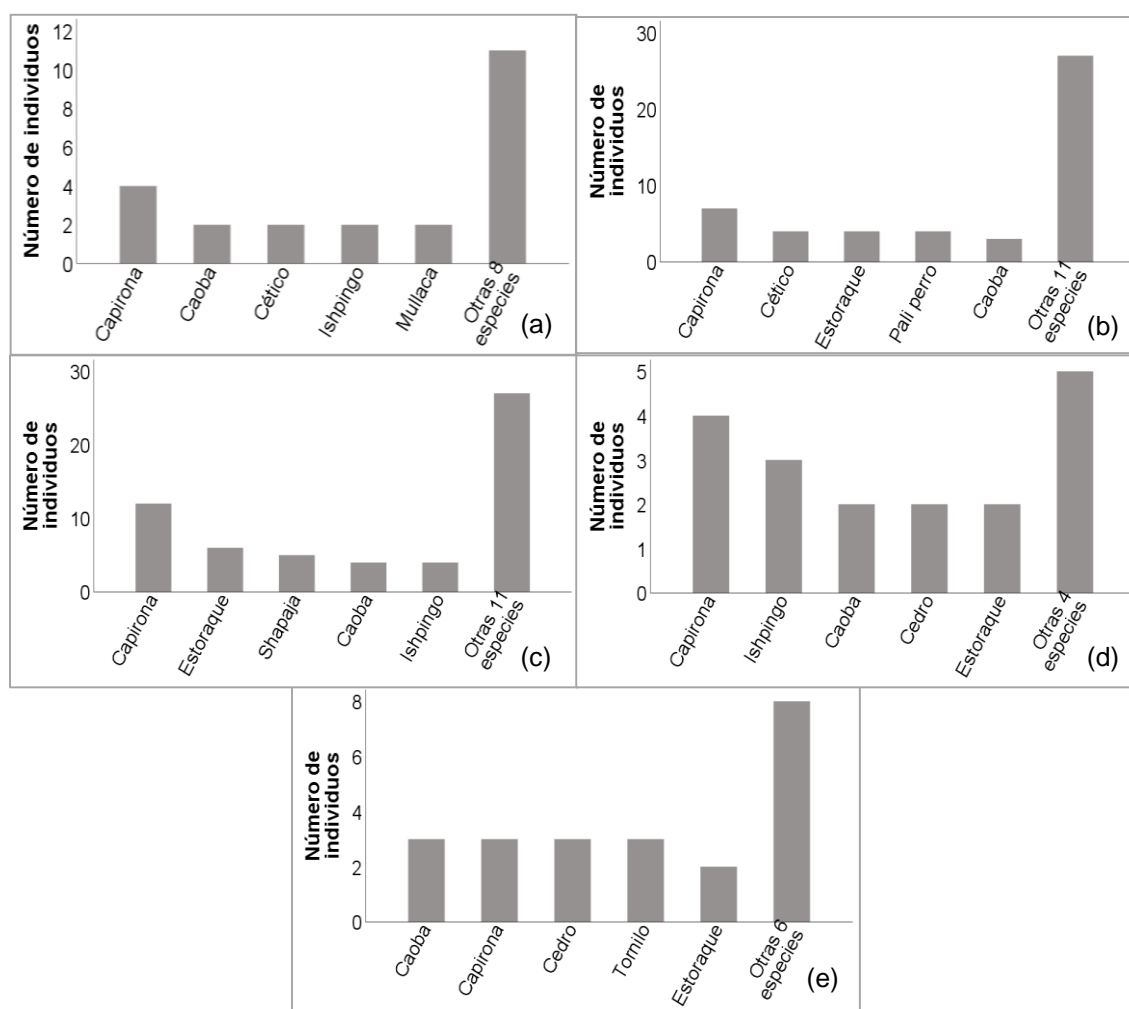 Número de individuos
12
10
8
6
4
2
0
Capirona
Caoba
Cético
Ishpingo
Mullaca
Otras 8
especies
(a)
Número de
individuos
30
20
10
0
Capirona
Cético
Estoraque
Pali perro
Caoba
Otras 11
especies
(b)
Número de
individuos
30
20
10
0
Capirona
Estoraque
Shapaja
Caoba
Ishpingo
Otras 11
especies
(c)
Número de
individuos
5
4
3
2
1
0
Capirona
Ishpingo
Caoba
Cedro
Estoraque
Otras 4
especies
(d)
Número de
individuos
8
6
4
2
0
Caoba
Capirona
Cedro
Tornilo
Estoraque
Otras 6
especies
(e)